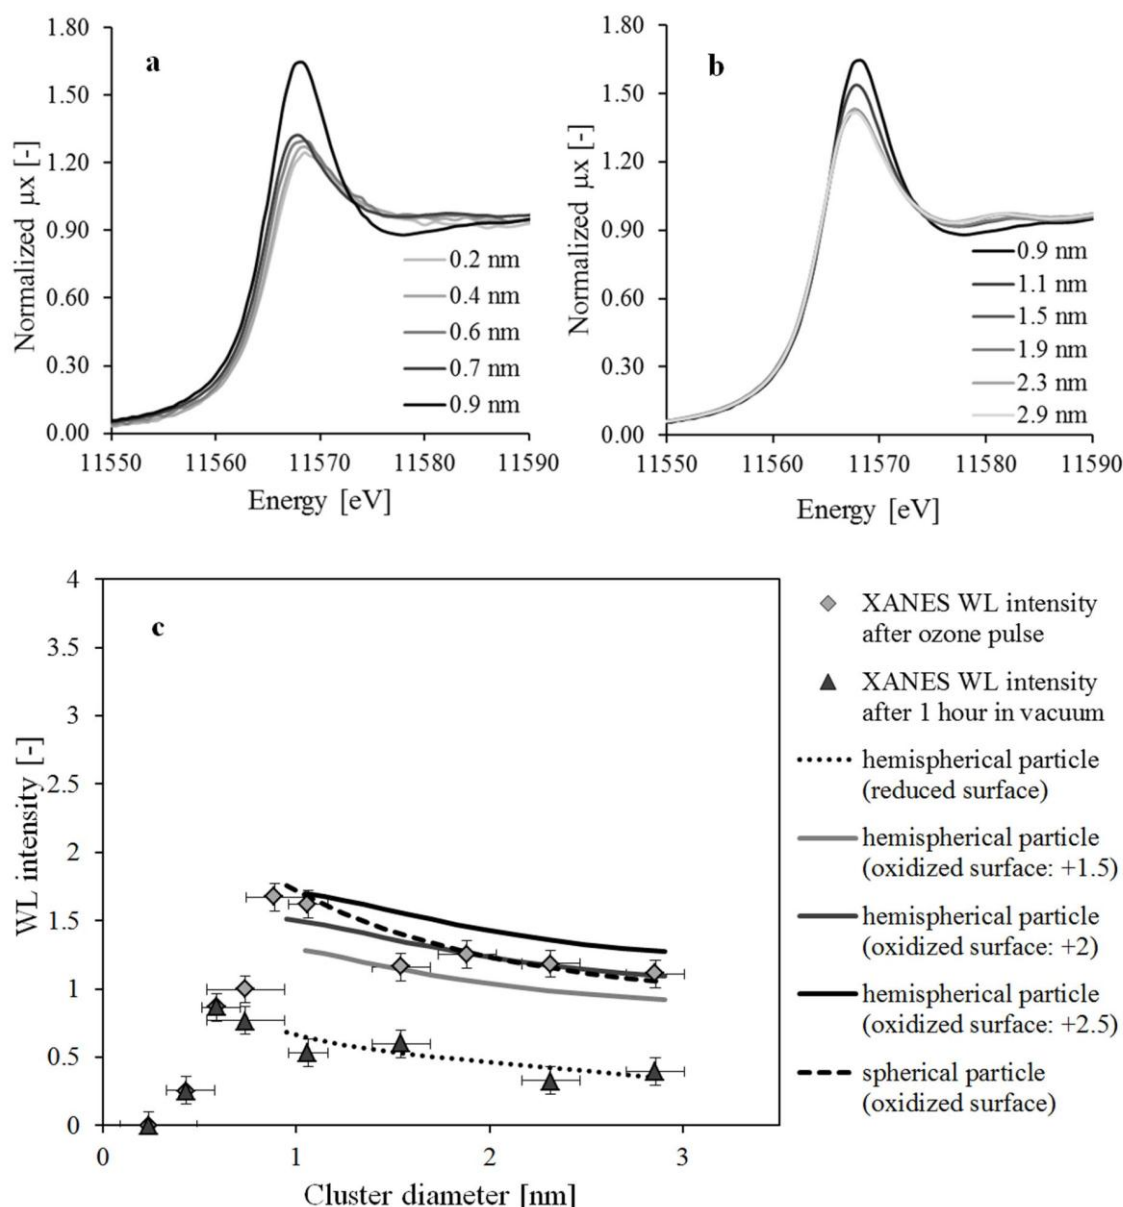 a
1.80
1.50
1.20
0.90
0.60
0.30
0.00
Normalized μx [-]
0.2 nm
0.4 nm
0.6 nm
0.7 nm
0.9 nm
11550 11560 11570 11580 11590
Energy [eV]
b
1.80
1.50
1.20
0.90
0.60
0.30
0.00
Normalized μx [-]
0.9 nm
1.1 nm
1.5 nm
1.9 nm
2.3 nm
2.9 nm
11550 11560 11570 11580 11590
Energy [eV]
c
4
3.5
3
2.5
2
1.5
1
0.5
0
WL intensity [-]
0 1 2 3
Cluster diameter [nm]
XANES WL intensity
after ozone pulse
XANES WL intensity
after 1 hour in vacuum
hemispherical particle
(reduced surface)
hemispherical particle
(oxidized surface: +1.5)
hemispherical particle
(oxidized surface: +2)
hemispherical particle
(oxidized surface: +2.5)
spherical particle
(oxidized surface)